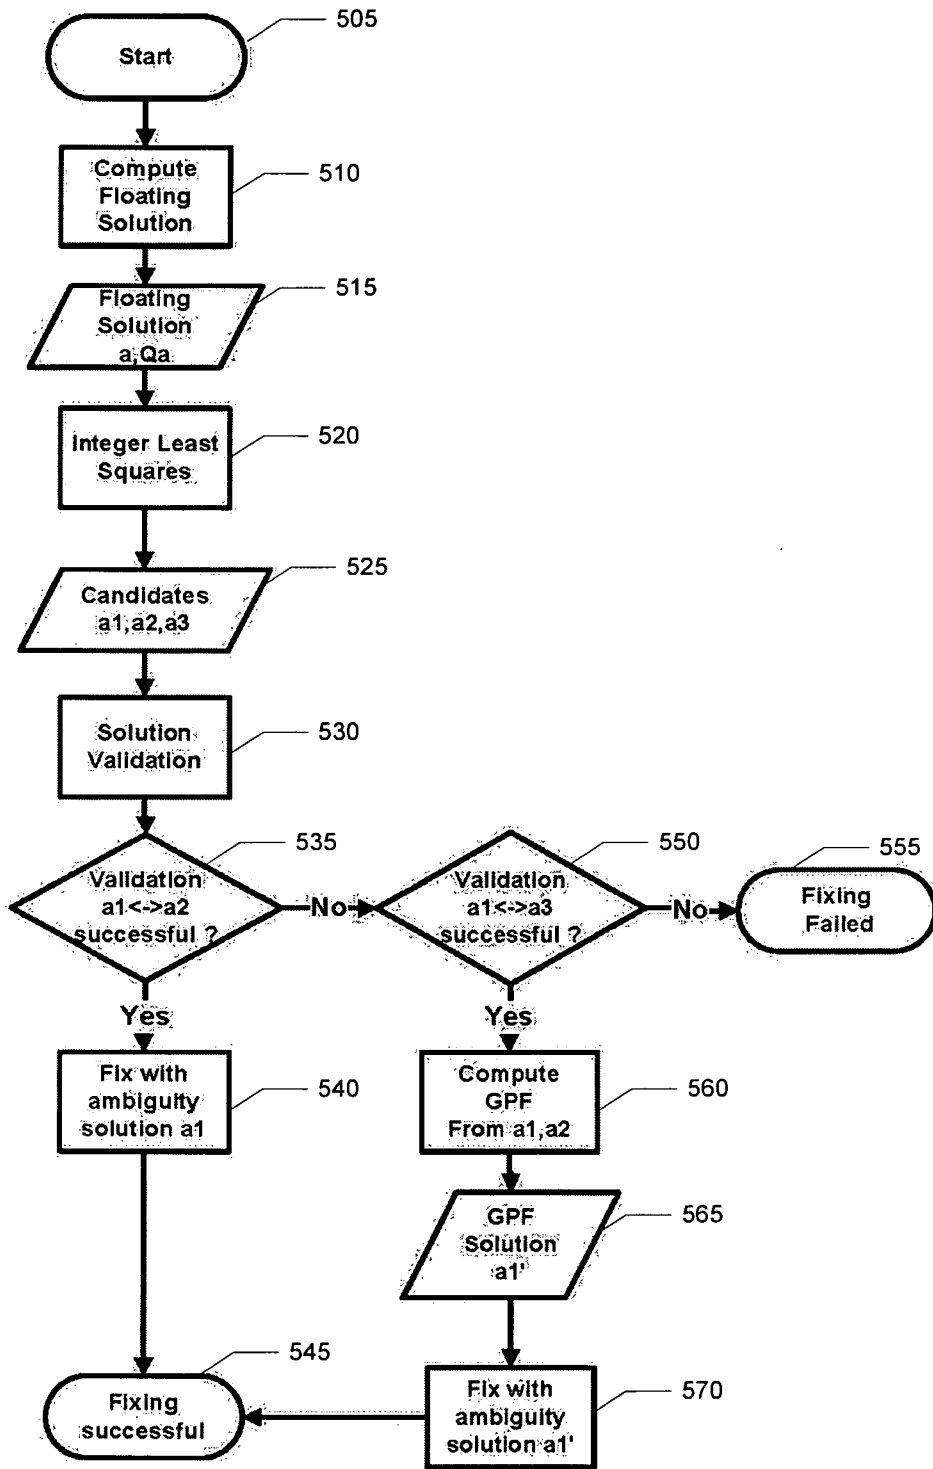 505
Start
510
Compute
Floating
Solution
515
Floating
Solution
a,Qa
520
Integer Least
Squares
525
Candidates
a1,a2,a3
530
Solution
Validation
535
Validation
a1<->a2
successful ?
No
550
Validation
a1<->a3
successful ?
No
555
Fixing
Failed
Yes
Yes
540
Fix with
ambiguity
solution a1
560
Compute
GPF
From a1,a2
565
GPF
Solution
a1'
545
Fixing
successful
570
Fix with
ambiguity
solution a1'